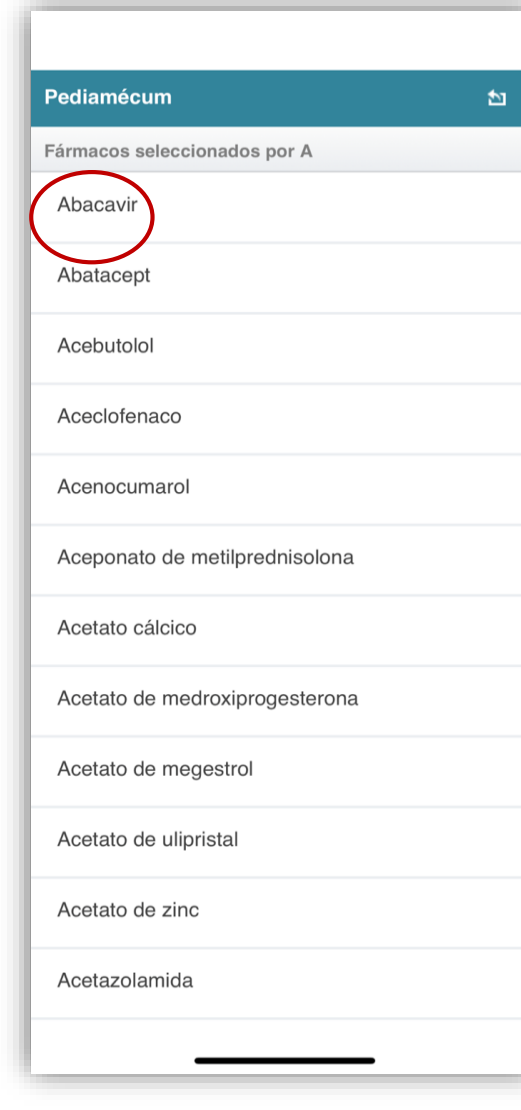 Pediamécum
Fármacos seleccionados por A
Abacavir
Abatacept
Acebutolol
Aceclofenaco
Acenocumarol
Aceponato de metilprednisolona
Acetato cálcico
Acetato de medroxiprogesterona
Acetato de megestrol
Acetato de ulipristal
Acetato de zinc
Acetazolamida